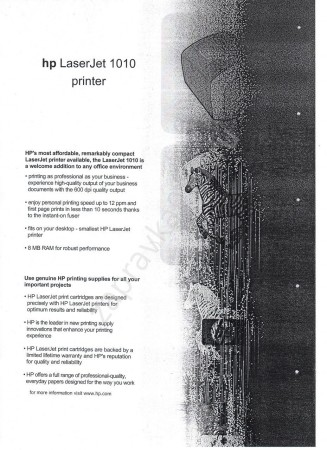 hp LaserJet 1010
printer
HP's most affordable, remarkably compact
LaserJet printer available, the LaserJet 1010 is
a welcome addition to any office environment
• printing as professional as your business -
experience high-quality output of your business
documents with the 600 dpi quality output
• enjoy personal printing speed up to 12 ppm and
first page prints in less than 10 seconds thanks
to the instant-on fuser
• fits on your desktop - smallest HP LaserJet
printer
• 8 MB RAM for robust performance
Use genuine HP printing supplies for all your
important projects
• HP LaserJet print cartridges are designed
precisely with HP LaserJet printers for
optimum results and reliability
• HP is the leader in new printing supply
innovations that enhance your printing
experience
• HP LaserJet print cartridges are backed by a
limited lifetime warranty and HP's reputation
for quality and reliability
• HP offers a full range of professional-quality,
everyday papers designed for the way you work
for more information visit www.hp.com